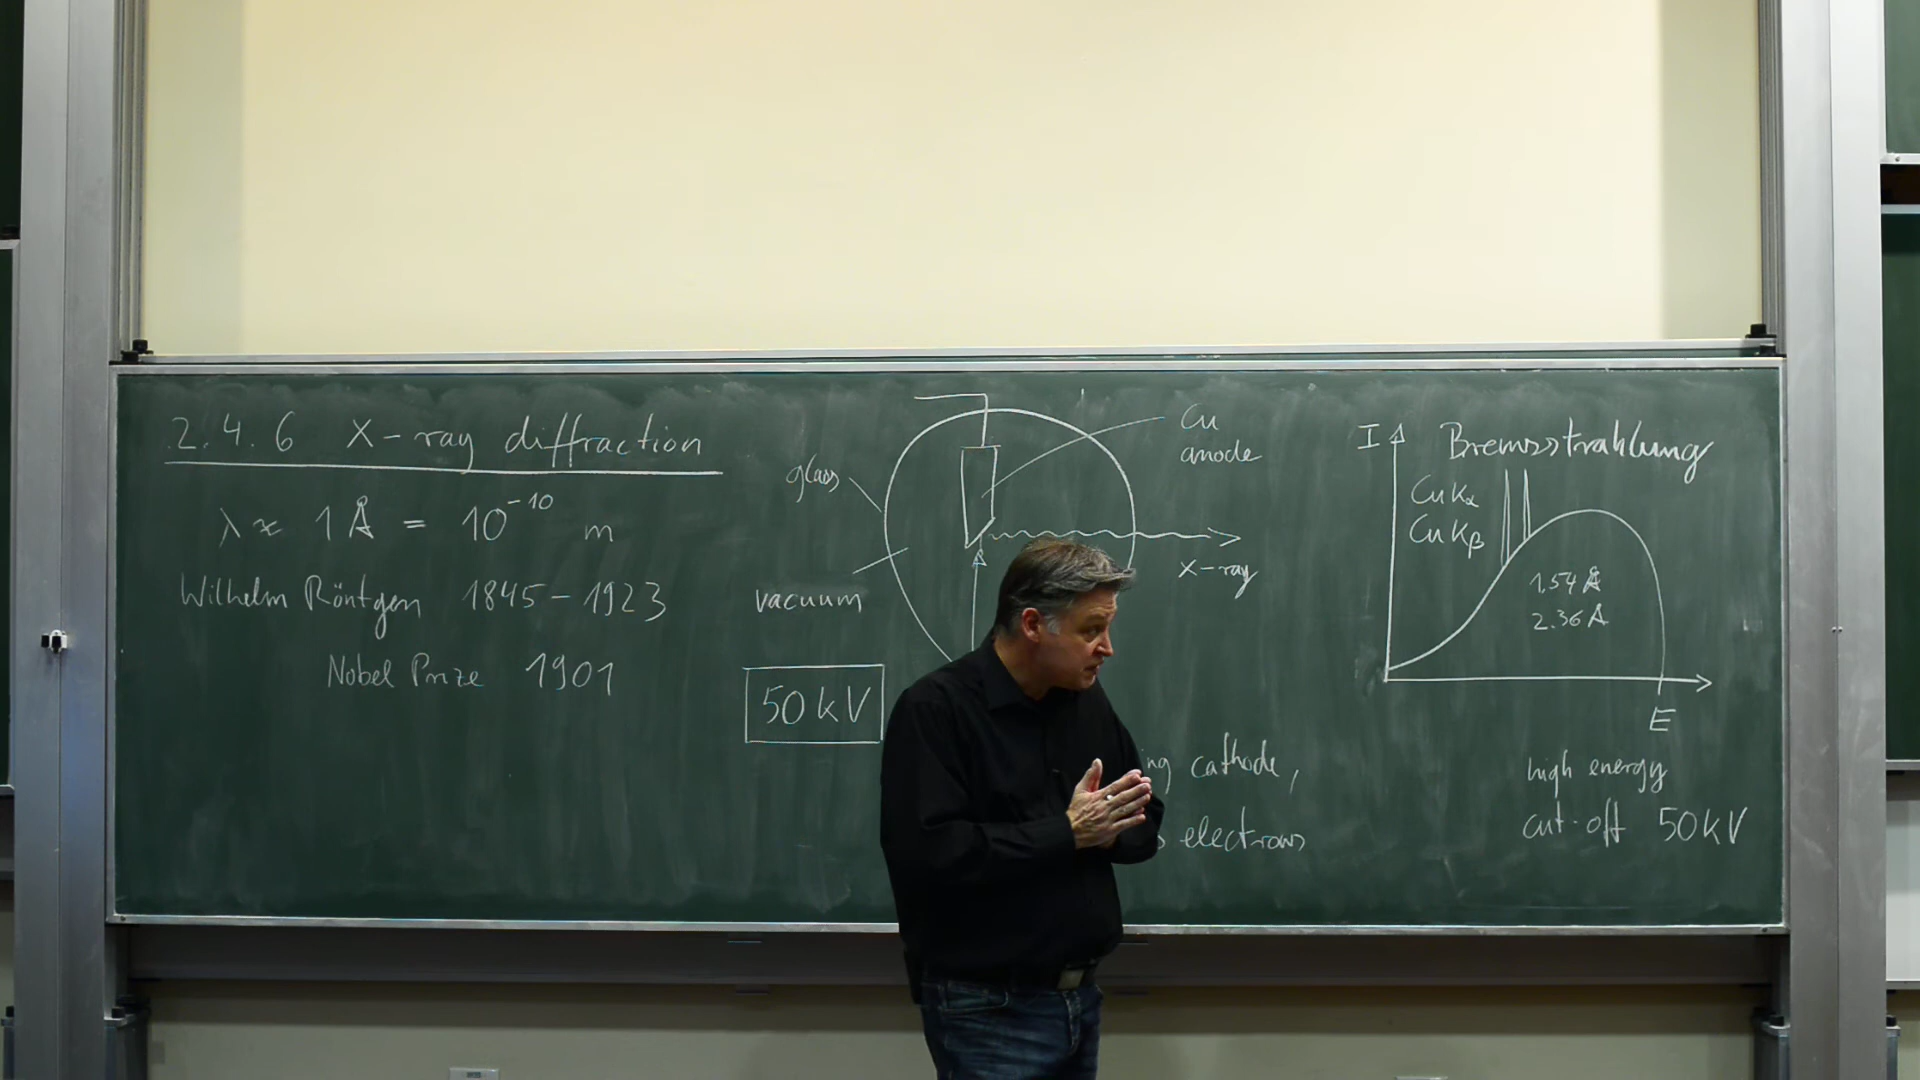 2.4.6 X-ray diffraction
λ ≈ 1 Å = 10⁻¹⁰ m
Wilhelm Röntgen 1845 – 1923
Nobel Prize 1901
glass
vacuum
50 kV
Cu
anode
X-ray
cathode,
electrons
I
Bremsstrahlung
Cu Kα
Cu Kβ
1.54 Å
2.36 Å
E
high energy
cut-off 50 kV